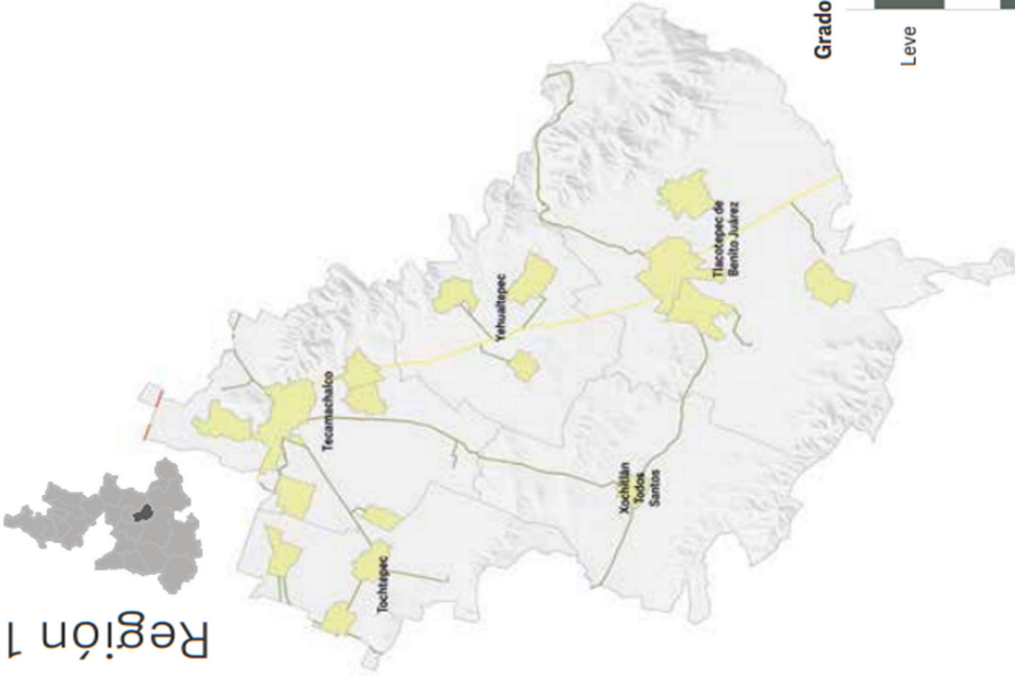 Región 1
Grado
Leve
Tecamachalco
Yehualtepec
Tlacotepec de
Benito Juárez
Xochitlán
Todos
Santos
Tochtepec